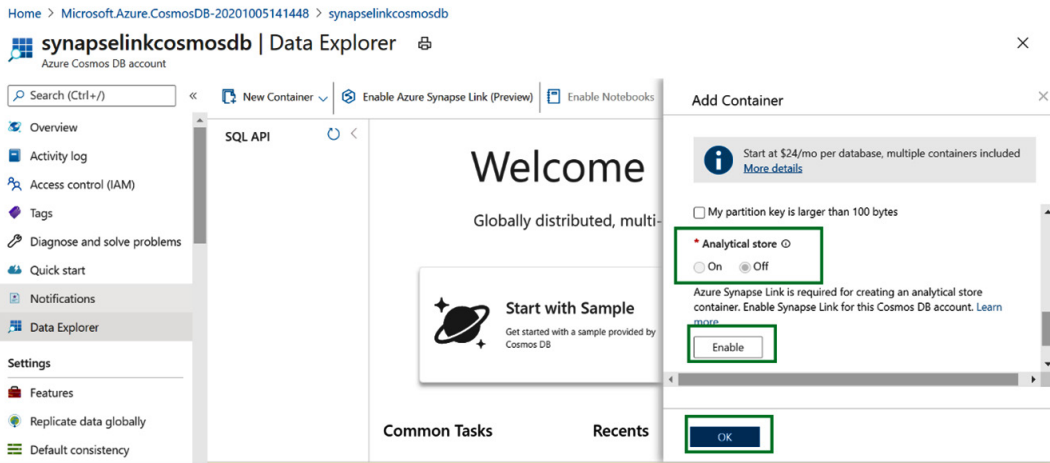 Home > Microsoft.Azure.CosmosDB-20201005141448 > synapselinkcosmosdb
synapselinkcosmosdb | Data Explorer
Azure Cosmos DB account
Search (Ctrl+/)
Overview
Activity log
Access control (IAM)
Tags
Diagnose and solve problems
Quick start
Notifications
Data Explorer
Settings
Features
Replicate data globally
Default consistency
New Container
Enable Azure Synapse Link (Preview)
Enable Notebooks
SQL API
Welcome
Globally distributed, multi-
Start with Sample
Get started with a sample provided by
Cosmos DB
Common Tasks
Recents
Add Container
Start at $24/mo per database, multiple containers included
More details
My partition key is larger than 100 bytes
* Analytical store
On Off
Azure Synapse Link is required for creating an analytical store
container. Enable Synapse Link for this Cosmos DB account. Learn
more
Enable
OK